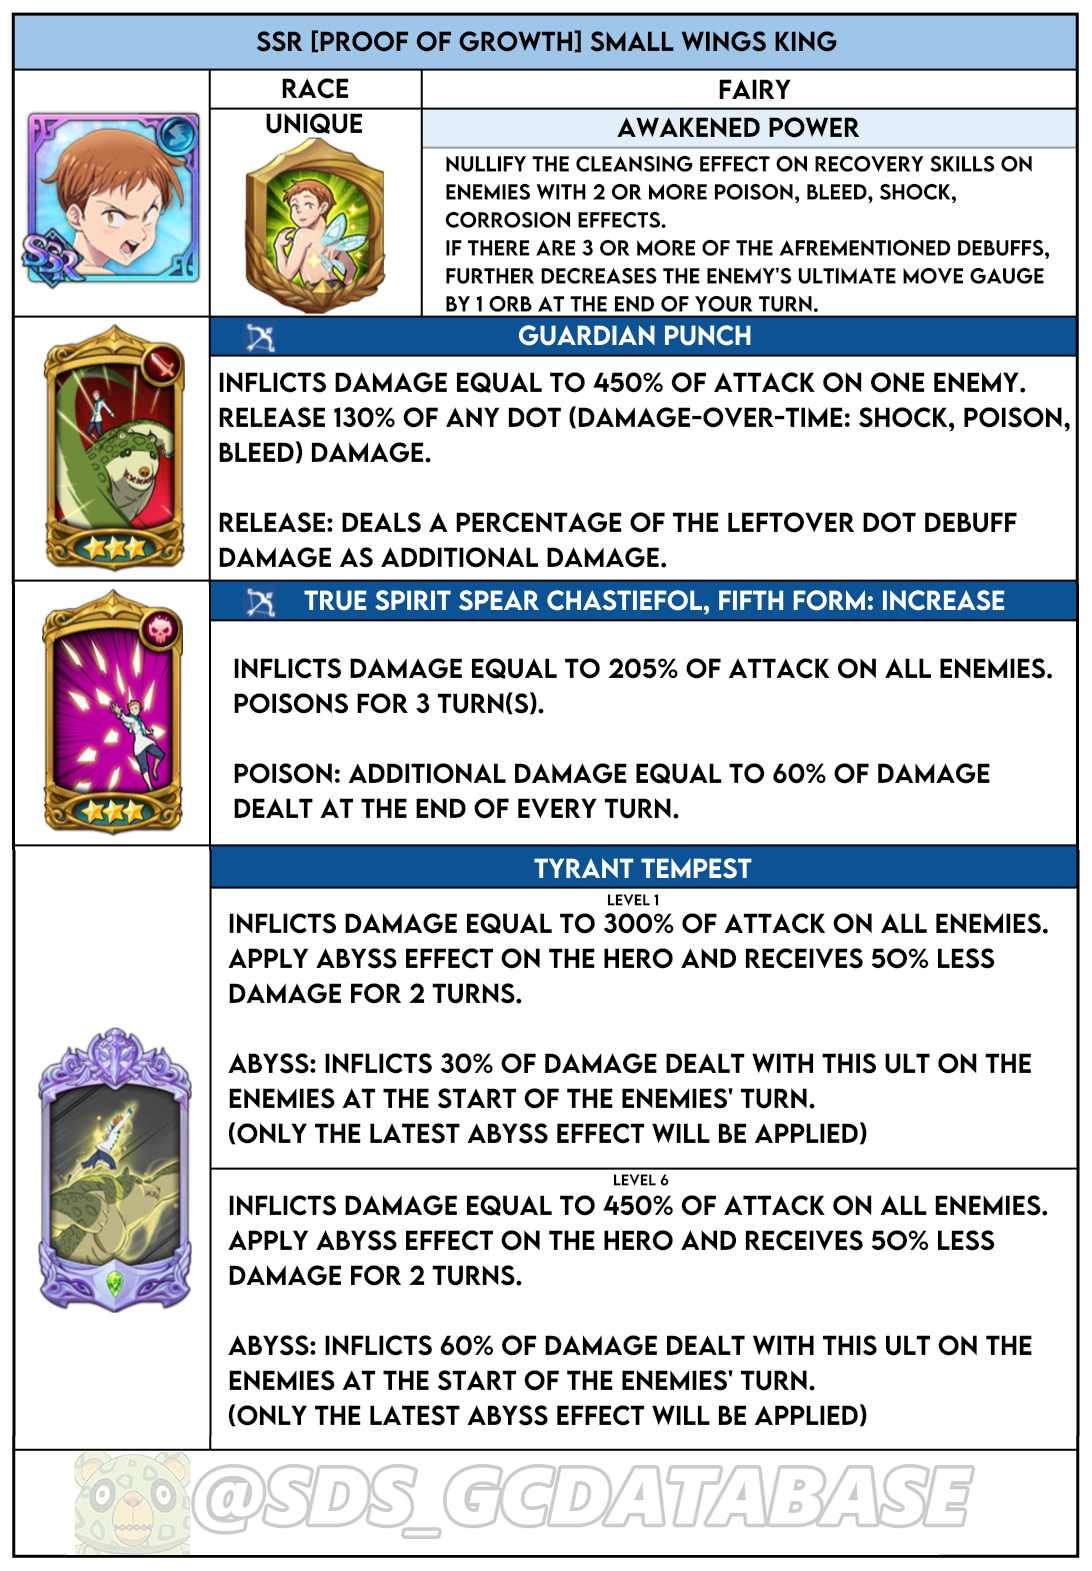 SSR [PROOF OF GROWTH] SMALL WINGS KING
RACE
FAIRY
UNIQUE
AWAKENED POWER
NULLIFY THE CLEANSING EFFECT ON RECOVERY SKILLS ON
ENEMIES WITH 2 OR MORE POISON, BLEED, SHOCK,
CORROSION EFFECTS.
IF THERE ARE 3 OR MORE OF THE AFREMENTIONED DEBUFFS,
FURTHER DECREASES THE ENEMY'S ULTIMATE MOVE GAUGE
BY 1 ORB AT THE END OF YOUR TURN.
SSR
GUARDIAN PUNCH
INFLICTS DAMAGE EQUAL TO 450% OF ATTACK ON ONE ENEMY.
RELEASE 130% OF ANY DOT (DAMAGE-OVER-TIME: SHOCK, POISON,
BLEED) DAMAGE.
RELEASE: DEALS A PERCENTAGE OF THE LEFTOVER DOT DEBUFF
DAMAGE AS ADDITIONAL DAMAGE.
TRUE SPIRIT SPEAR CHASTIEFOL, FIFTH FORM: INCREASE
INFLICTS DAMAGE EQUAL TO 205% OF ATTACK ON ALL ENEMIES.
POISONS FOR 3 TURN(S).
POISON: ADDITIONAL DAMAGE EQUAL TO 60% OF DAMAGE
DEALT AT THE END OF EVERY TURN.
TYRANT TEMPEST
LEVEL 1
INFLICTS DAMAGE EQUAL TO 300% OF ATTACK ON ALL ENEMIES.
APPLY ABYSS EFFECT ON THE HERO AND RECEIVES 50% LESS
DAMAGE FOR 2 TURNS.
ABYSS: INFLICTS 30% OF DAMAGE DEALT WITH THIS ULT ON THE
ENEMIES AT THE START OF THE ENEMIES' TURN.
(ONLY THE LATEST ABYSS EFFECT WILL BE APPLIED)
LEVEL 6
INFLICTS DAMAGE EQUAL TO 450% OF ATTACK ON ALL ENEMIES.
APPLY ABYSS EFFECT ON THE HERO AND RECEIVES 50% LESS
DAMAGE FOR 2 TURNS.
ABYSS: INFLICTS 60% OF DAMAGE DEALT WITH THIS ULT ON THE
ENEMIES AT THE START OF THE ENEMIES' TURN.
(ONLY THE LATEST ABYSS EFFECT WILL BE APPLIED)
@SDS_GCDATABASE